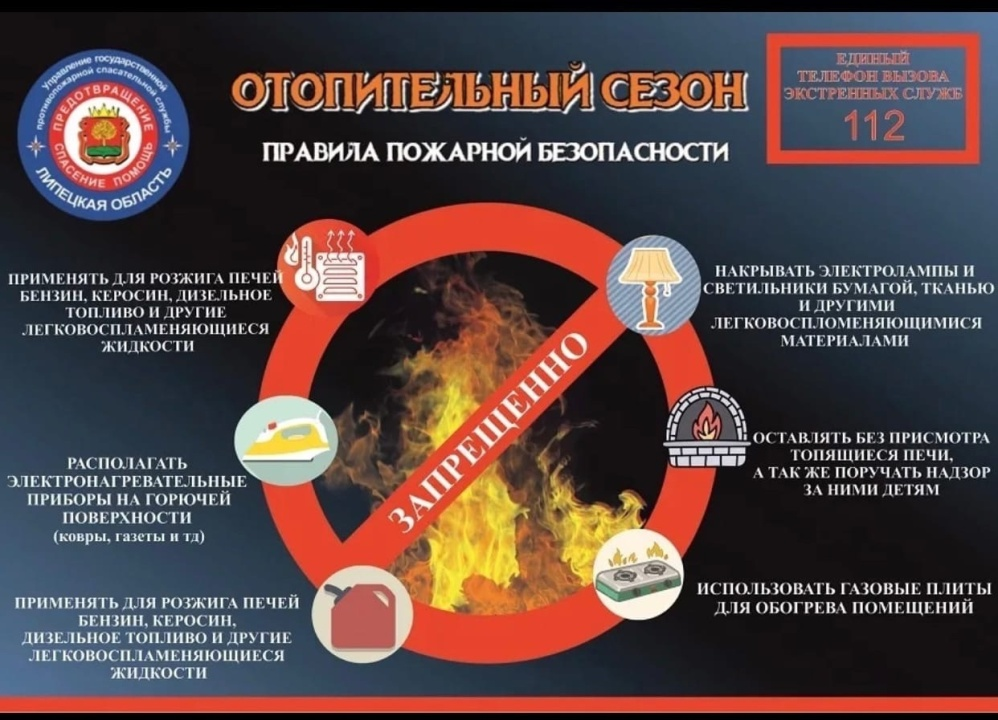 Управление государственной
противопожарной спасательной службы
ПРЕДОТВРАЩЕНИЕ
СПАСЕНИЕ ПОМОЩЬ
ЛИПЕЦКАЯ ОБЛАСТЬ
ОТОПИТЕЛЬНЫЙ СЕЗОН
ПРАВИЛА ПОЖАРНОЙ БЕЗОПАСНОСТИ
ЕДИНЫЙ
ТЕЛЕФОН ВЫЗОВА
ЭКСТРЕННЫХ СЛУЖБ
112
ПРИМЕНЯТЬ ДЛЯ РОЗЖИГА ПЕЧЕЙ
БЕНЗИН, КЕРОСИН, ДИЗЕЛЬНОЕ
ТОПЛИВО И ДРУГИЕ
ЛЕГКОВОСПЛАМЕНЯЮЩИЕСЯ
ЖИДКОСТИ
РАСПОЛАГАТЬ
ЭЛЕКТРОНАГРЕВАТЕЛЬНЫЕ
ПРИБОРЫ НА ГОРЮЧЕЙ
ПОВЕРХНОСТИ
(ковры, газеты и тд)
ПРИМЕНЯТЬ ДЛЯ РОЗЖИГА ПЕЧЕЙ
БЕНЗИН, КЕРОСИН,
ДИЗЕЛЬНОЕ ТОПЛИВО И ДРУГИЕ
ЛЕГКОВОСПЛАМЕНЯЮЩИЕСЯ
ЖИДКОСТИ
ЗАПРЕЩЕННО
НАКРЫВАТЬ ЭЛЕКТРОЛАМПЫ И
СВЕТИЛЬНИКИ БУМАГОЙ, ТКАНЬЮ
И ДРУГИМИ
ЛЕГКОВОСПЛОМЕНЯЮЩИМИСЯ
МАТЕРИАЛАМИ
ОСТАВЛЯТЬ БЕЗ ПРИСМОТРА
ТОПЯЩИЕСЯ ПЕЧИ,
А ТАК ЖЕ ПОРУЧАТЬ НАДЗОР
ЗА НИМИ ДЕТЯМ
ИСПОЛЬЗОВАТЬ ГАЗОВЫЕ ПЛИТЫ
ДЛЯ ОБОГРЕВА ПОМЕЩЕНИЙ